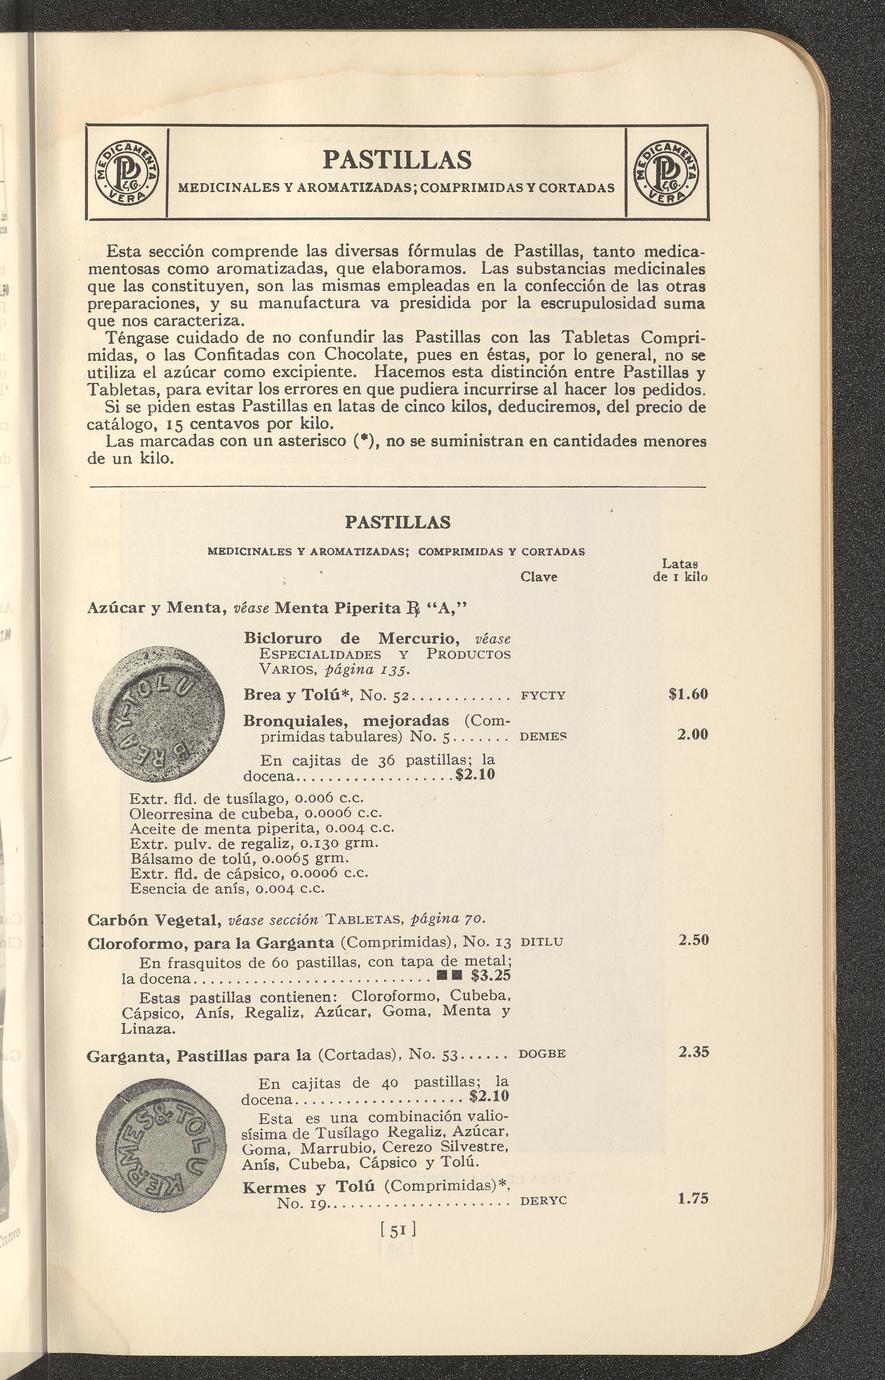 MEDICAMENTA VERA
PP &CG.
PASTILLAS
MEDICINALES Y AROMATIZADAS; COMPRIMIDAS Y CORTADAS
MEDICAMENTA VERA
Esta sección comprende las diversas fórmulas de Pastillas, tanto medica-
mentosas como aromatizadas, que elaboramos. Las substancias medicinales
que las constituyen, son las mismas empleadas en la confección de las otras
preparaciones, y su manufactura va presidida por la escrupulosidad suma
que nos caracteriza.
Téngase cuidado de no confundir las Pastillas con las Tabletas Compri-
midas, o las Confitadas con Chocolate, pues en éstas, por lo general, no se
utiliza el azúcar como excipiente. Hacemos esta distinción entre Pastillas y
Tabletas, para evitar los errores en que pudiera incurrirse al hacer los pedidos.
Si se piden estas Pastillas en latas de cinco kilos, deduciremos, del precio de
catálogo, 15 centavos por kilo.
Las marcadas con un asterisco (*), no se suministran en cantidades menores
de un kilo.
PASTILLAS
MEDICINALES Y AROMATIZADAS; COMPRIMIDAS Y CORTADAS
Latas
Clave de 1 kilo
Azúcar y Menta, véase Menta Piperita ℞ “A,”
Bicloruro de Mercurio, véase
ESPECIALIDADES Y PRODUCTOS
VARIOS, página 135.
BREA Y-TOLU
Brea y Tolú*, No. 52............ FYCTY $1.60
Bronquiales, mejoradas (Com-
primidas tabulares) No. 5....... DEMES 2.00
En cajitas de 36 pastillas; la
docena...................$2.10
Extr. fld. de tusílago, 0.006 c.c.
Oleorresina de cubeba, 0.0006 c.c.
Aceite de menta piperita, 0.004 c.c.
Extr. pulv. de regaliz, 0.130 grm.
Bálsamo de tolú, 0.0065 grm.
Extr. fld. de cápsico, 0.0006 c.c.
Esencia de anís, 0.004 c.c.
Carbón Vegetal, véase sección TABLETAS, página 70.
Cloroformo, para la Garganta (Comprimidas), No. 13 DITLU 2.50
En frasquitos de 60 pastillas, con tapa de metal;
la docena............................ ■ ■ $3.25
Estas pastillas contienen: Cloroformo, Cubeba,
Cápsico, Anís, Regaliz, Azúcar, Goma, Menta y
Linaza.
Garganta, Pastillas para la (Cortadas), No. 53...... DOGBE 2.35
En cajitas de 40 pastillas; la
docena..................... $2.10
Esta es una combinación valio-
sísima de Tusílago Regaliz, Azúcar,
Goma, Marrubio, Cerezo Silvestre,
Anís, Cubeba, Cápsico y Tolú.
KERMES & TOLU
Kermes y Tolú (Comprimidas)*,
No. 19....................... DERYC 1.75
[ 51 ]